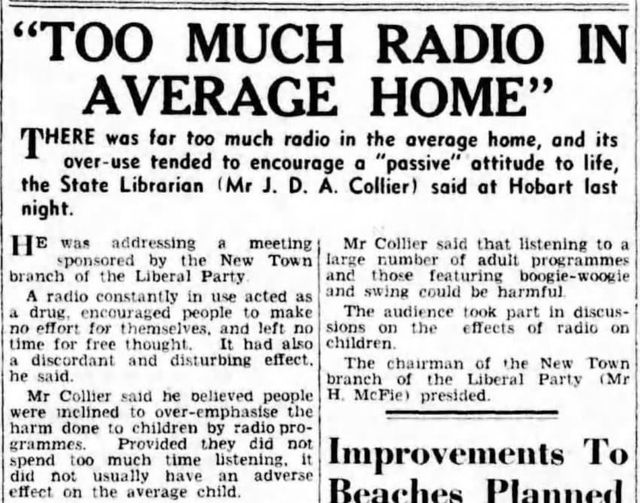 "TOO MUCH RADIO IN
AVERAGE HOME"
THERE was far too much radio in the average home, and its
over-use tended to encourage a "passive" attitude to life,
the State Librarian (Mr J. D. A. Collier) said at Hobart last
night.
HE was addressing a meeting
sponsored by the New Town
branch of the Liberal Party.
A radio constantly in use acted as
a drug, encouraged people to make
no effort for themselves, and left no
time for free thought. It had also
a discordant and disturbing effect,
he said.
Mr Collier said he believed people
were inclined to over-emphasise the
harm done to children by radio pro-
grammes. Provided they did not
spend too much time listening, it
did not usually have an adverse
effect on the average child.
Mr Collier said that listening to a
large number of adult programmes
and those featuring boogie-woogie
and swing could be harmful.
The audience took part in discus-
sions on the effects of radio on
children.
The chairman of the New Town
branch of the Liberal Party (Mr
H. McFie) presided.
Improvements To
Beaches Planned